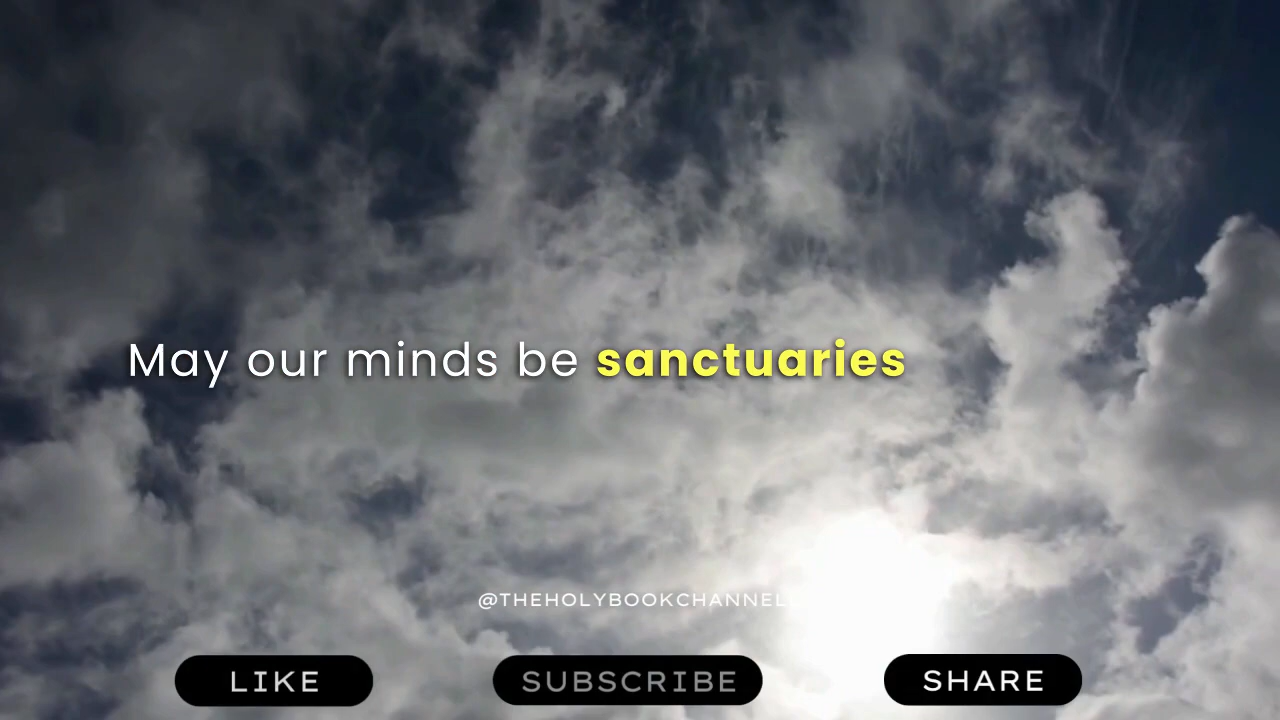 May our minds be sanctuaries
@THEHOLYBOOKCHANNEL
LIKE
SUBSCRIBE
SHARE